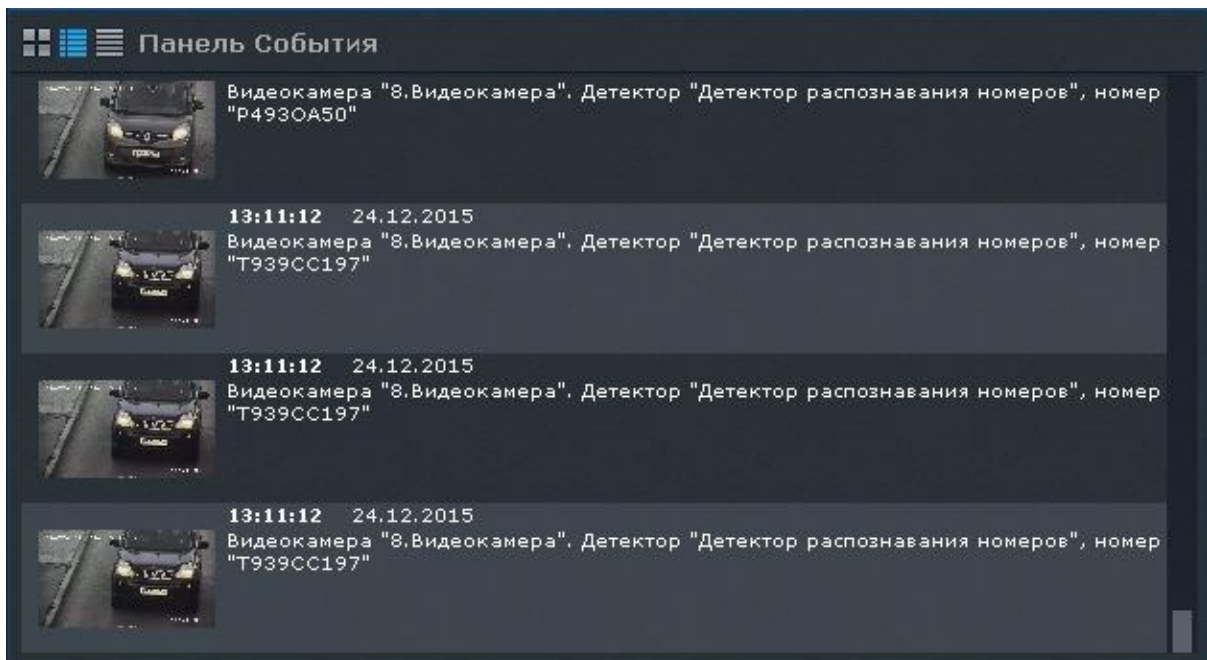 Панель События
Видеокамера "8.Видеокамера". Детектор "Детектор распознавания номеров", номер
"Р493ОА50"
13:11:12 24.12.2015
Видеокамера "8.Видеокамера". Детектор "Детектор распознавания номеров", номер
"Т939СС197"
13:11:12 24.12.2015
Видеокамера "8.Видеокамера". Детектор "Детектор распознавания номеров", номер
"Т939СС197"
13:11:12 24.12.2015
Видеокамера "8.Видеокамера". Детектор "Детектор распознавания номеров", номер
"Т939СС197"